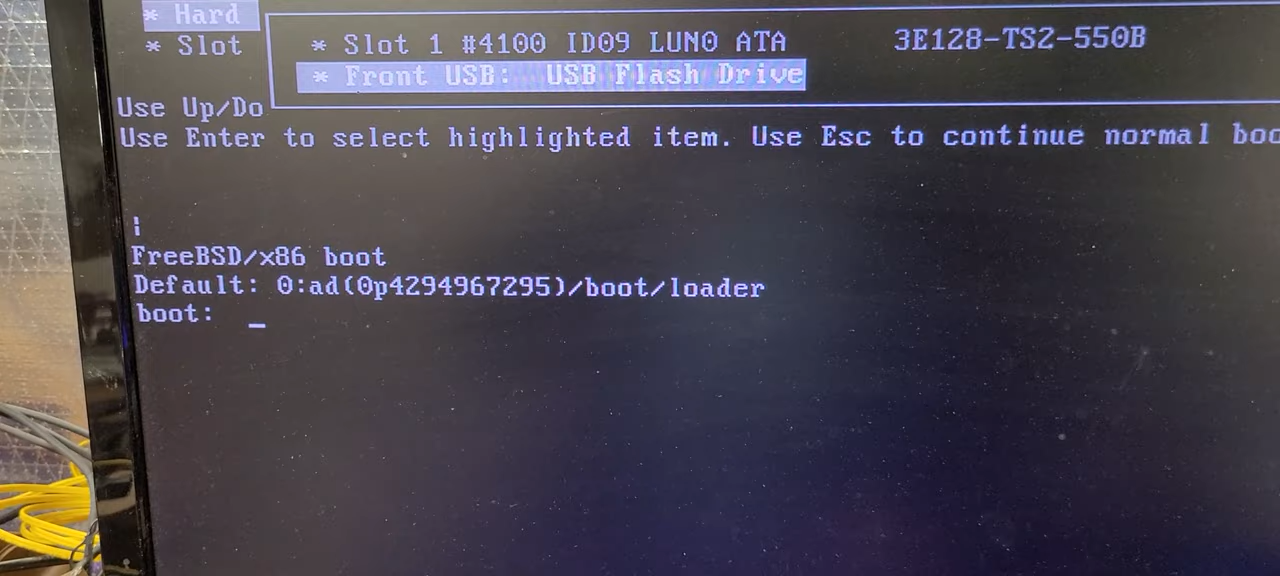 * Hard
* Slot
* Slot 1 #4100 ID09 LUN0 ATA 3E128-TS2-550B
* Front USB: USB Flash Drive
Use Up/Do
Use Enter to select highlighted item. Use Esc to continue normal boo
FreeBSD/x86 boot
Default: 0:ad(0p4294967295)/boot/loader
boot: _